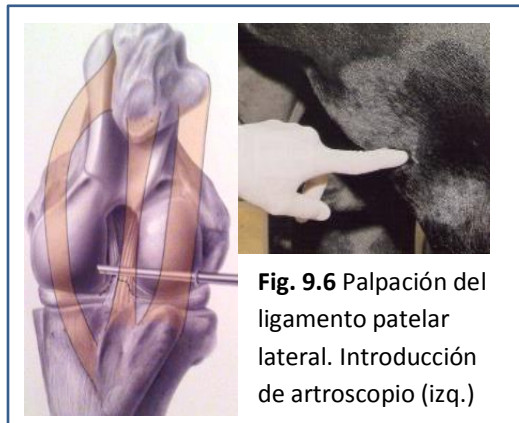 Fig. 9.6 Palpación del
ligamento patelar
lateral. Introducción
de artroscopio (izq.)